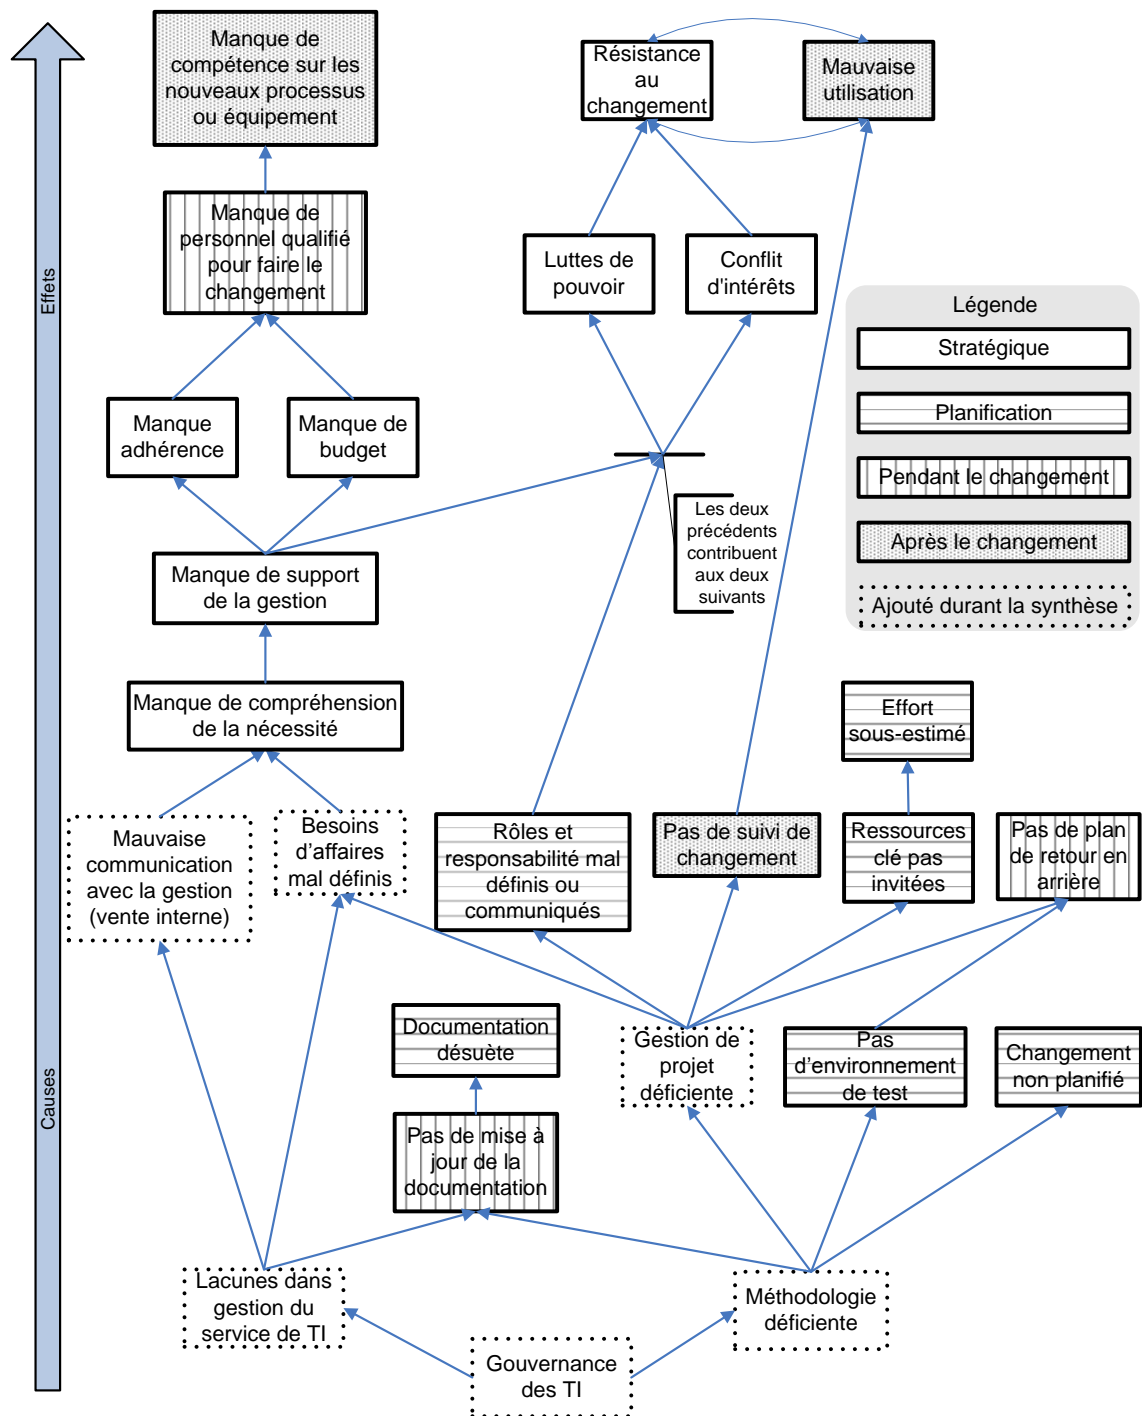 Manque de
compétence sur les
nouveaux processus
ou équipement
Résistance
au
changement
Mauvaise
utilisation
Manque de
personnel qualifié
pour faire le
changement
Effets
Luttes de
pouvoir
Conflit
d'intérêts
Légende
Stratégique
Planification
Pendant le changement
Après le changement
Ajouté durant la synthèse
Manque
adhérence
Manque de
budget
Les deux
précédents
contribuent
aux deux
suivants
Manque de support
de la gestion
Manque de compréhension
de la nécessité
Effort
sous-estimé
Mauvaise
communication
avec la gestion
(vente interne)
Besoins
d’affaires
mal définis
Rôles et
responsabilité mal
définis ou
communiqués
Pas de suivi de
changement
Ressources
clé pas
invitées
Pas de plan
de retour en
arrière
Causes
Documentation
désuète
Gestion de
projet
déficiente
Pas
d’environnement
de test
Changement
non planifié
Pas de mise à
jour de la
documentation
Lacunes dans
gestion du
service de TI
Méthodologie
déficiente
Gouvernance
des TI